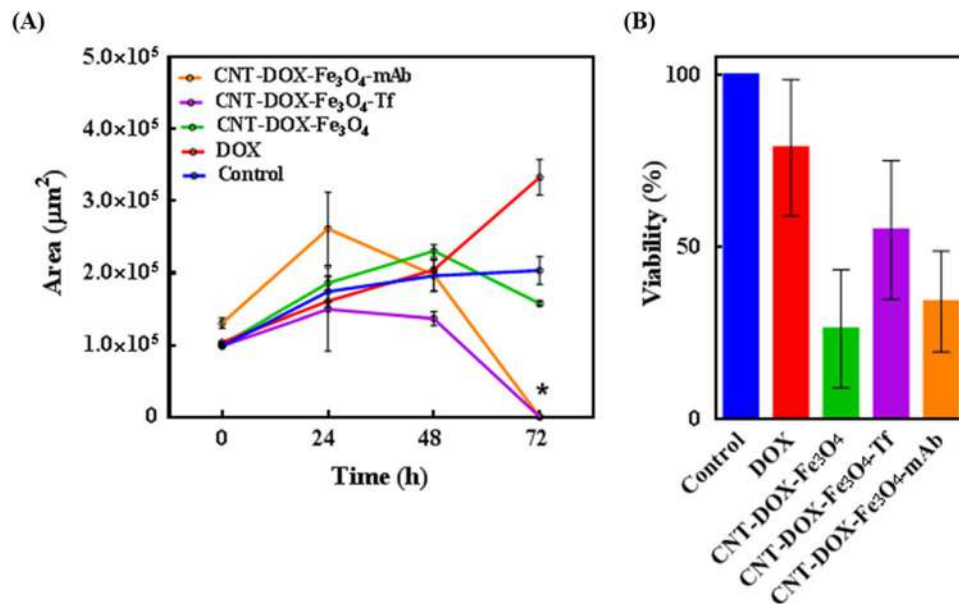 (A)
5.0×10⁵
4.0×10⁵
3.0×10⁵
2.0×10⁵
1.0×10⁵
0
Area (µm²)
CNT-DOX-Fe₃O₄-mAb
CNT-DOX-Fe₃O₄-Tf
CNT-DOX-Fe₃O₄
DOX
Control
*
0 24 48 72
Time (h)
(B)
100
50
0
Viability (%)
Control
DOX
CNT-DOX-Fe₃O₄
CNT-DOX-Fe₃O₄-Tf
CNT-DOX-Fe₃O₄-mAb